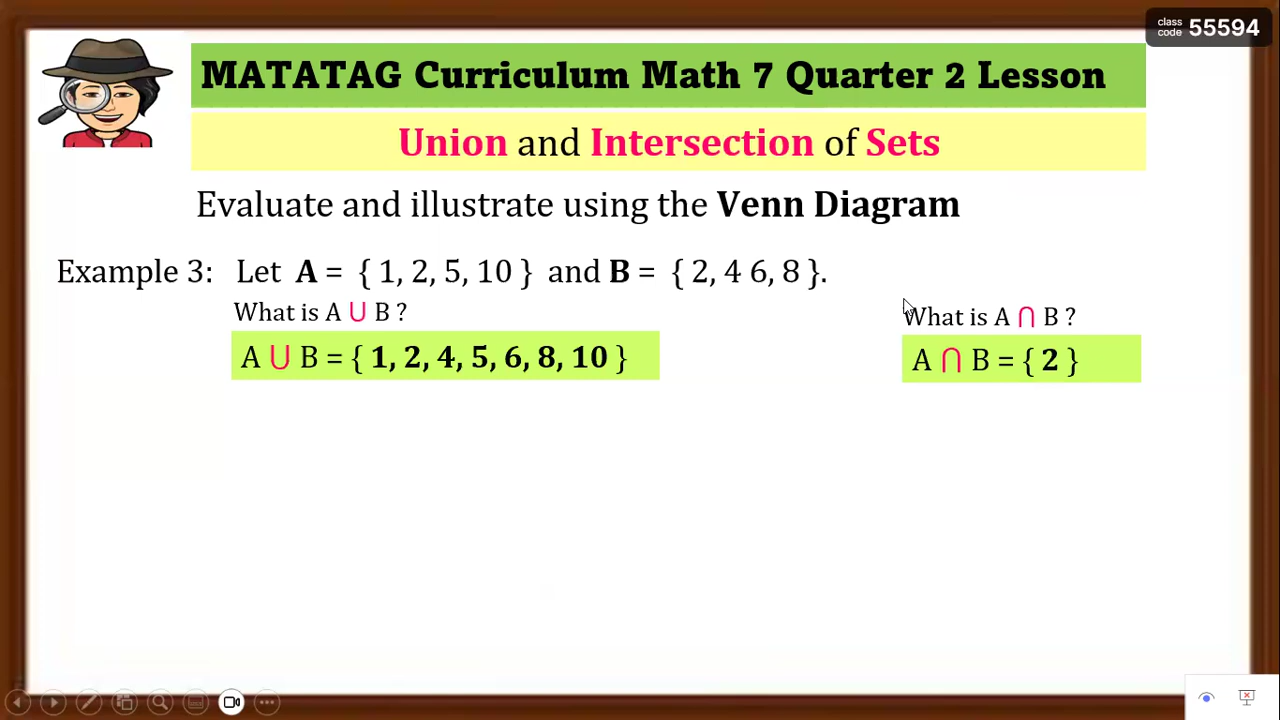 class code 55594
MATATAG Curriculum Math 7 Quarter 2 Lesson
Union and Intersection of Sets
Evaluate and illustrate using the Venn Diagram
Example 3: Let A = { 1, 2, 5, 10 } and B = { 2, 4 6, 8 }.
What is A ∪ B ?
A ∪ B = { 1, 2, 4, 5, 6, 8, 10 }
What is A ∩ B ?
A ∩ B = { 2 }